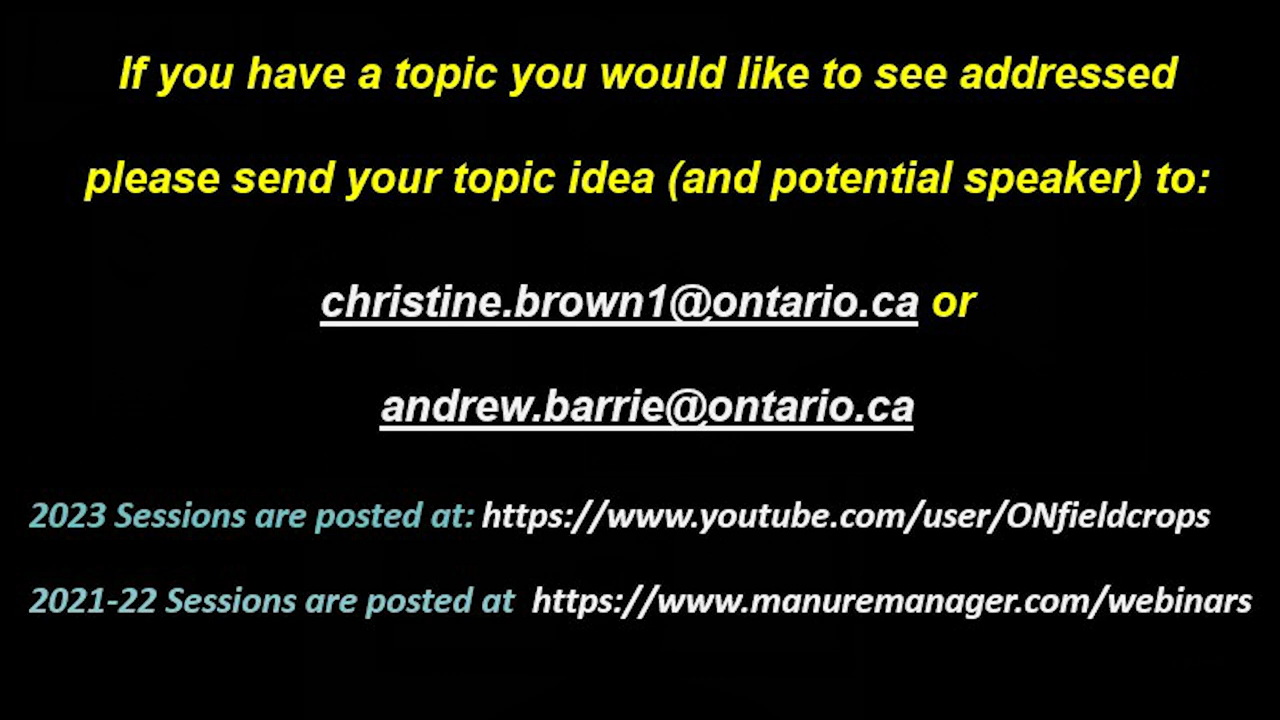 If you have a topic you would like to see addressed
please send your topic idea (and potential speaker) to:
christine.brown1@ontario.ca or
andrew.barrie@ontario.ca
2023 Sessions are posted at: https://www.youtube.com/user/ONfieldcrops
2021-22 Sessions are posted at https://www.manuremanager.com/webinars